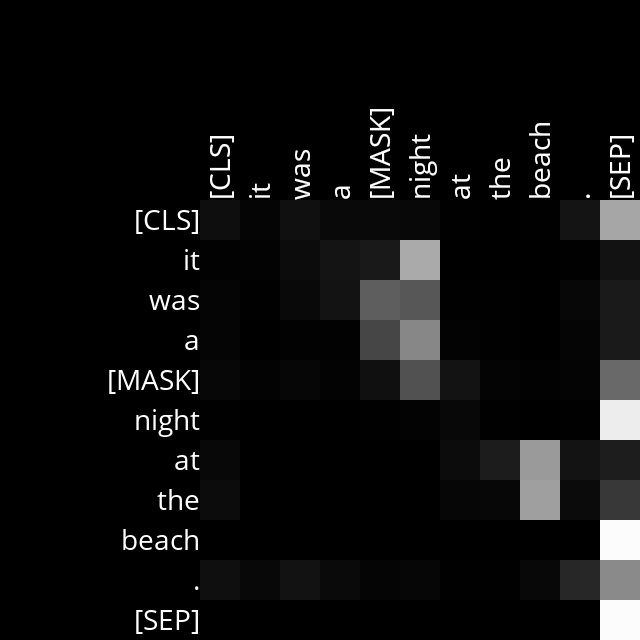 [CLS] it was a [MASK] night at the beach . [SEP]
[CLS]
it
was
a
[MASK]
night
at
the
beach
.
[SEP]